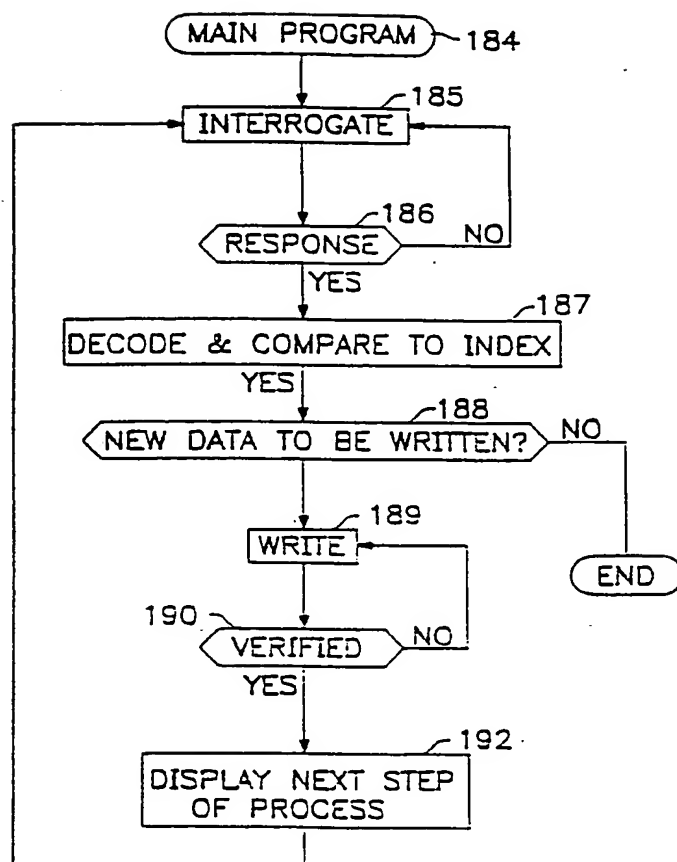 MAIN PROGRAM 184
185
INTERROGATE
186
RESPONSE NO
YES
187
DECODE & COMPARE TO INDEX
YES
188
NEW DATA TO BE WRITTEN? NO
189
WRITE
END
190
VERIFIED NO
YES
192
DISPLAY NEXT STEP
OF PROCESS